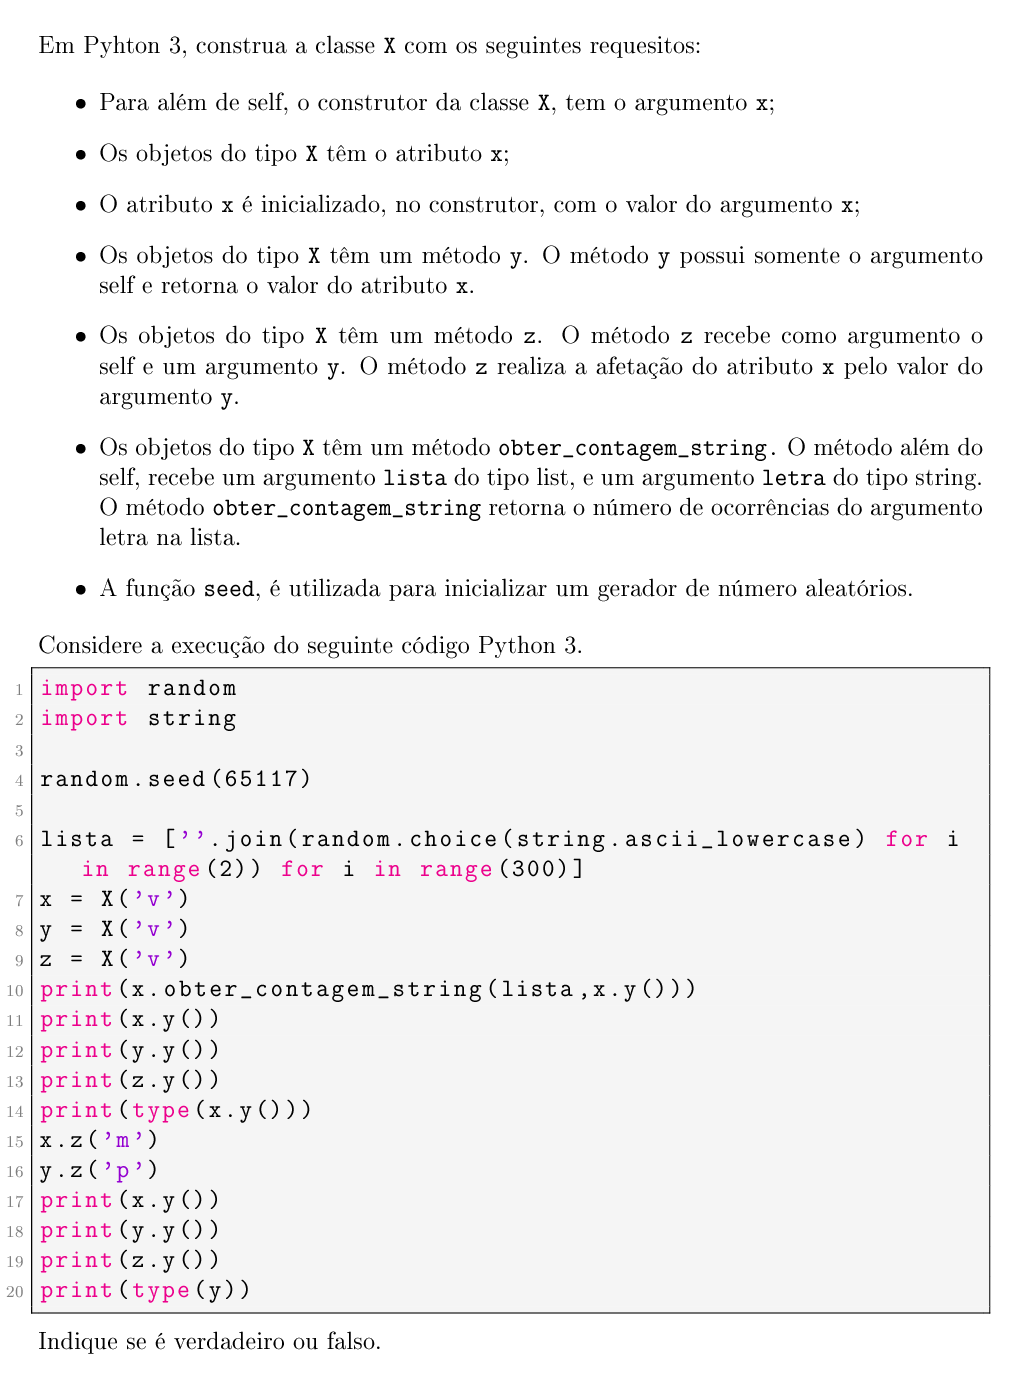 Em Pyhton 3, construa a classe X com os seguintes requesitos:
• Para além de self, o construtor da classe X, tem o argumento x;
• Os objetos do tipo X têm o atributo x;
• O atributo x é inicializado, no construtor, com o valor do argumento x;
• Os objetos do tipo X têm um método y. O método y possui somente o argumento
self e retorna o valor do atributo x.
• Os objetos do tipo X têm um método z. O método z recebe como argumento o
self e um argumento y. O método z realiza a afetação do atributo x pelo valor do
argumento y.
• Os objetos do tipo X têm um método obter_contagem_string. O método além do
self, recebe um argumento lista do tipo list, e um argumento letra do tipo string.
O método obter_contagem_string retorna o número de ocorrências do argumento
letra na lista.
• A função seed, é utilizada para inicializar um gerador de número aleatórios.
Considere a execução do seguinte código Python 3.
1 import random
2 import string
3
4 random.seed(65117)
5
6 lista = [''.join(random.choice(string.ascii_lowercase) for i
in range(2)) for i in range(300)]
7 x = X('v')
8 y = X('v')
9 z = X('v')
10 print(x.obter_contagem_string(lista,x.y()))
11 print(x.y())
12 print(y.y())
13 print(z.y())
14 print(type(x.y()))
15 x.z('m')
16 y.z('p')
17 print(x.y())
18 print(y.y())
19 print(z.y())
20 print(type(y))
Indique se é verdadeiro ou falso.